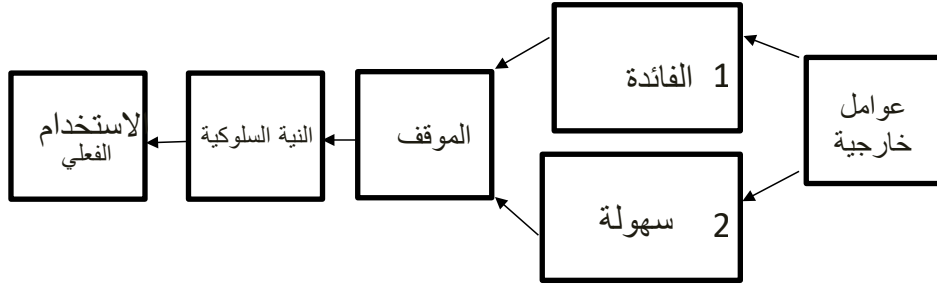 عوامل
خارجية
1 الفائدة
2 سهولة
الموقف
النية السلوكية
لاستخدام
الفعلي